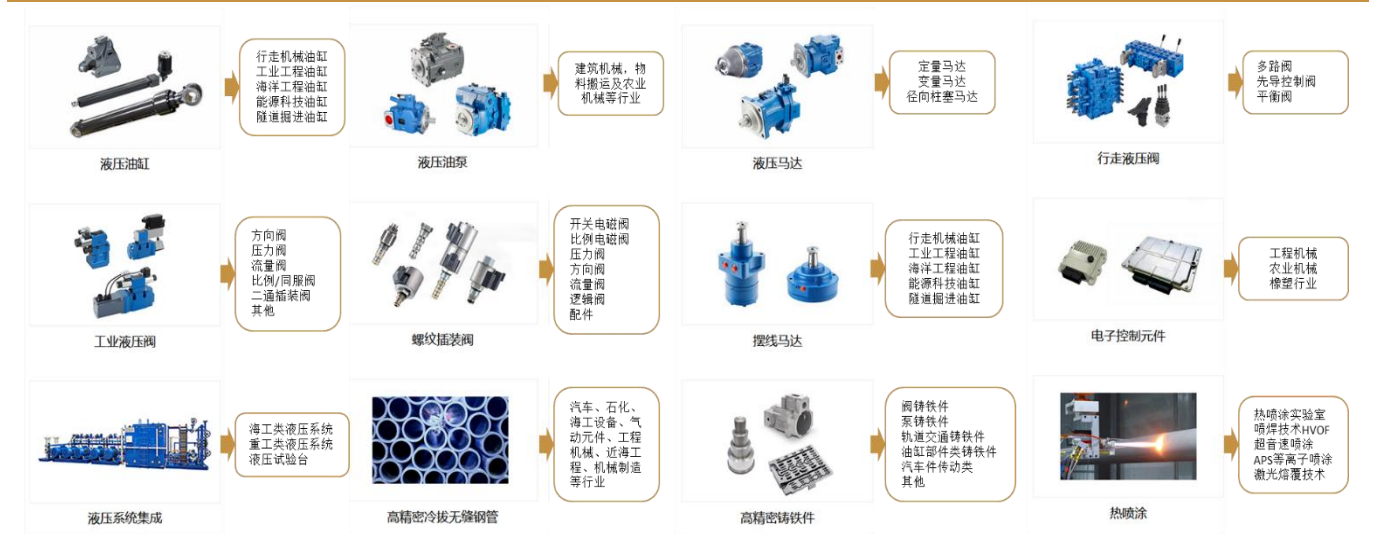 行走机械油缸
工业工程油缸
海洋工程油缸
能源科技油缸
隧道掘进油缸
液压油缸
建筑机械，物
料搬运及农业
机械等行业
液压油泵
定量马达
变量马达
径向柱塞马达
液压马达
多路阀
先导控制阀
平衡阀
行走液压阀
方向阀
压力阀
流量阀
比例/伺服阀
二通插装阀
其他
工业液压阀
开关电磁阀
比例电磁阀
压力阀
方向阀
流量阀
逻辑阀
配件
螺纹插装阀
行走机械油缸
工业工程油缸
海洋工程油缸
能源科技油缸
隧道掘进油缸
摆线马达
工程机械
农业机械
橡塑行业
电子控制元件
海工类液压系统
重工类液压系统
液压试验台
液压系统集成
汽车、石化、
海工设备、气
动元件、工程
机械、近海工
程、机械制造
等行业
高精密冷拔无缝钢管
阀铸铁件
泵铸铁件
轨道交通铸铁件
油缸部件类铸铁件
汽车件传动类
其他
高精密铸铁件
热喷涂实验室
喷焊技术HVOF
超音速喷涂
APS等离子喷涂
激光熔覆技术
热喷涂